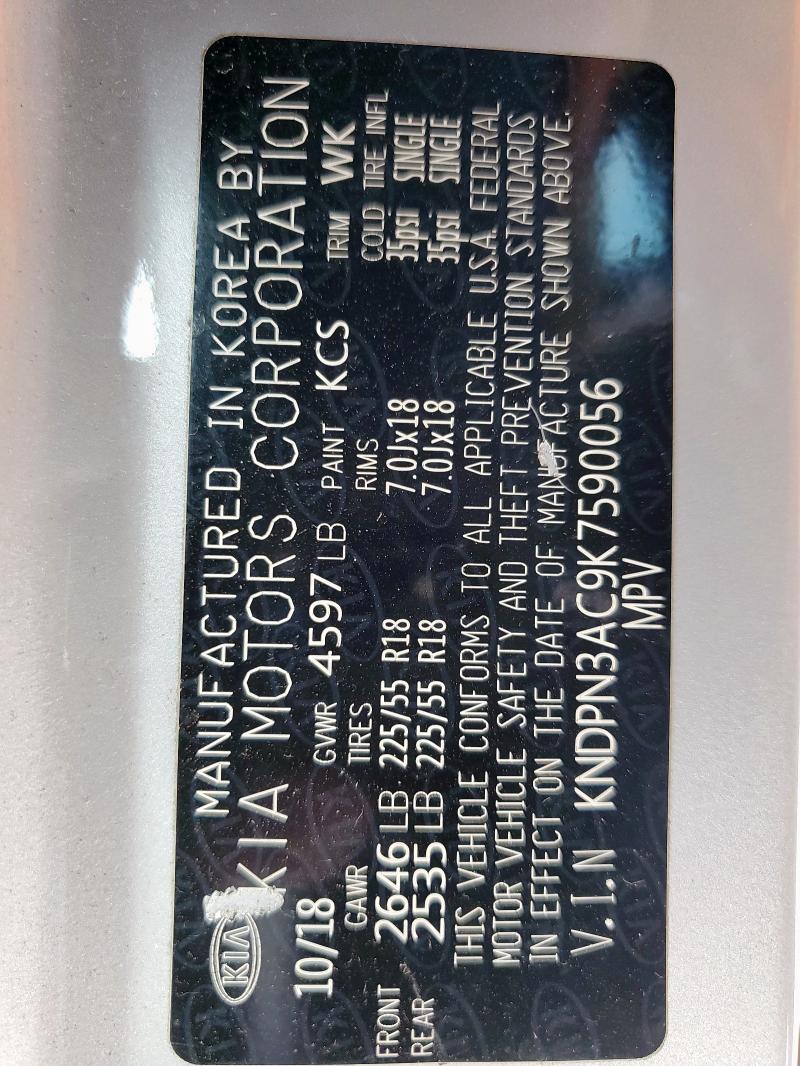 MANUFACTURED IN KOREA BY
KIA KIA MOTORS CORPORATION
10/18 GVWR 4597 LB PAINT KCS TRIM WK
GAWR TIRES RIMS COLD TIRE INFL
FRONT 2646 LB 225/55 R18 7.0Jx18 35psi SINGLE
REAR 2535 LB 225/55 R18 7.0Jx18 35psi SINGLE
THIS VEHICLE CONFORMS TO ALL APPLICABLE U.S.A. FEDERAL
MOTOR VEHICLE SAFETY AND THEFT PREVENTION STANDARDS
IN EFFECT ON THE DATE OF MANUFACTURE SHOWN ABOVE.
V.I.N KNDPN3AC9K7590056
MPV